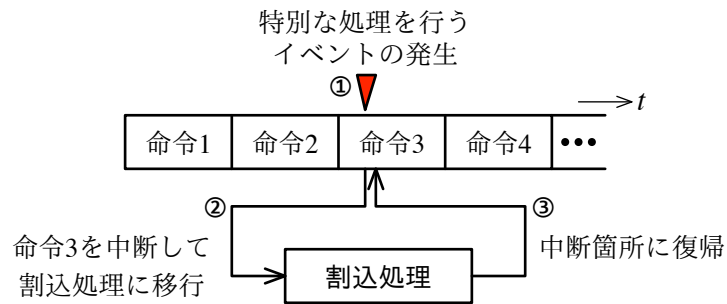 特別な処理を行う
イベントの発生
①
t
命令1 命令2 命令3 命令4 •••
② ③
命令3を中断して
割込処理に移行
割込処理
中断箇所に復帰